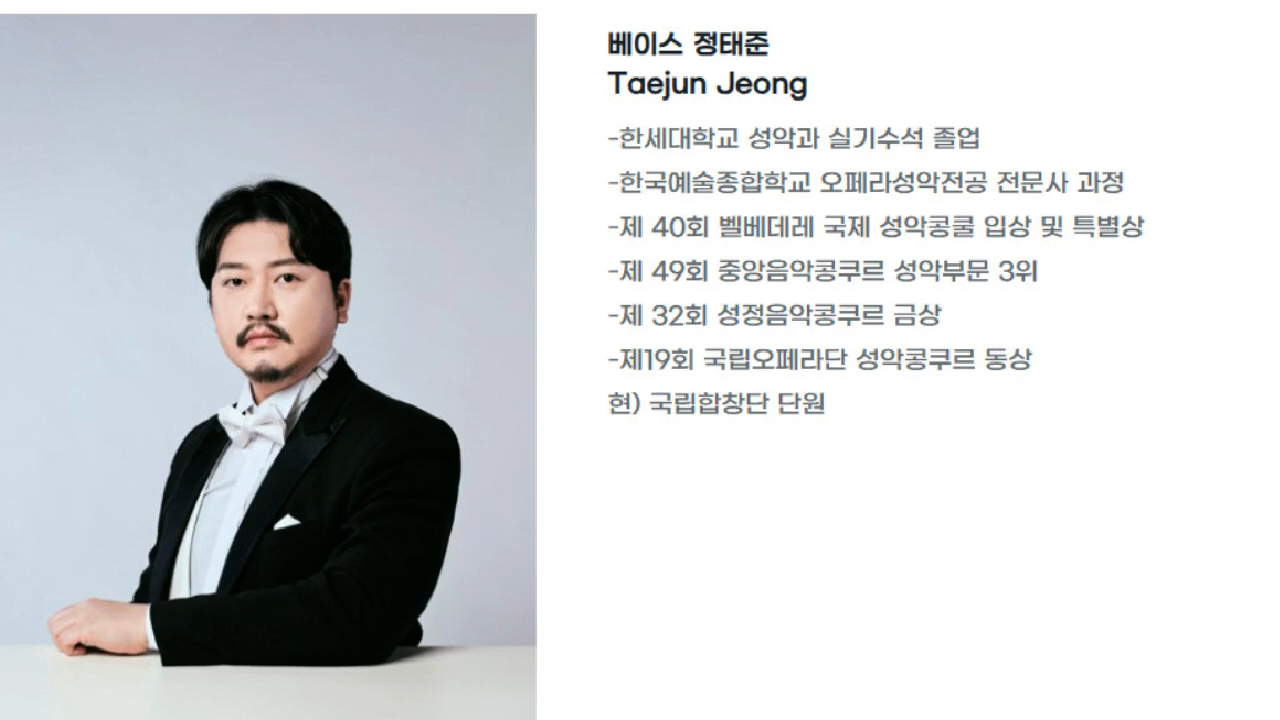 베이스 정태준
Taejun Jeong
-한세대학교 성악과 실기수석 졸업
-한국예술종합학교 오페라성악전공 전문사 과정
-제 40회 벨베데레 국제 성악콩쿨 입상 및 특별상
-제 49회 중앙음악콩쿠르 성악부문 3위
-제 32회 성정음악콩쿠르 금상
-제19회 국립오페라단 성악콩쿠르 동상
현) 국립합창단 단원